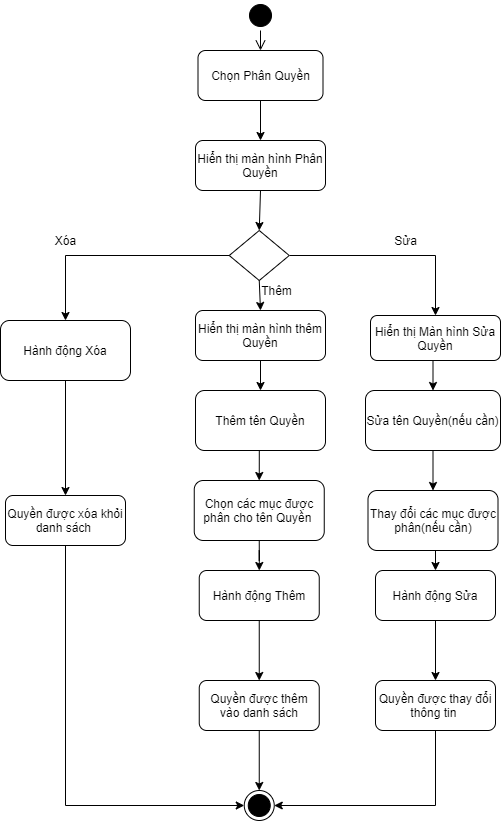 Chọn Phân Quyền
Hiển thị màn hình Phân
Quyền
Xóa
Sửa
Thêm
Hành động Xóa
Hiển thị màn hình thêm
Quyền
Hiển thị Màn hình Sửa
Quyền
Thêm tên Quyền
Sửa tên Quyền(nếu cần)
Quyền được xóa khỏi
danh sách
Chọn các mục được
phân cho tên Quyền
Thay đổi các mục được
phân(nếu cần)
Hành động Thêm
Hành động Sửa
Quyền được thêm
vào danh sách
Quyền được thay đổi
thông tin